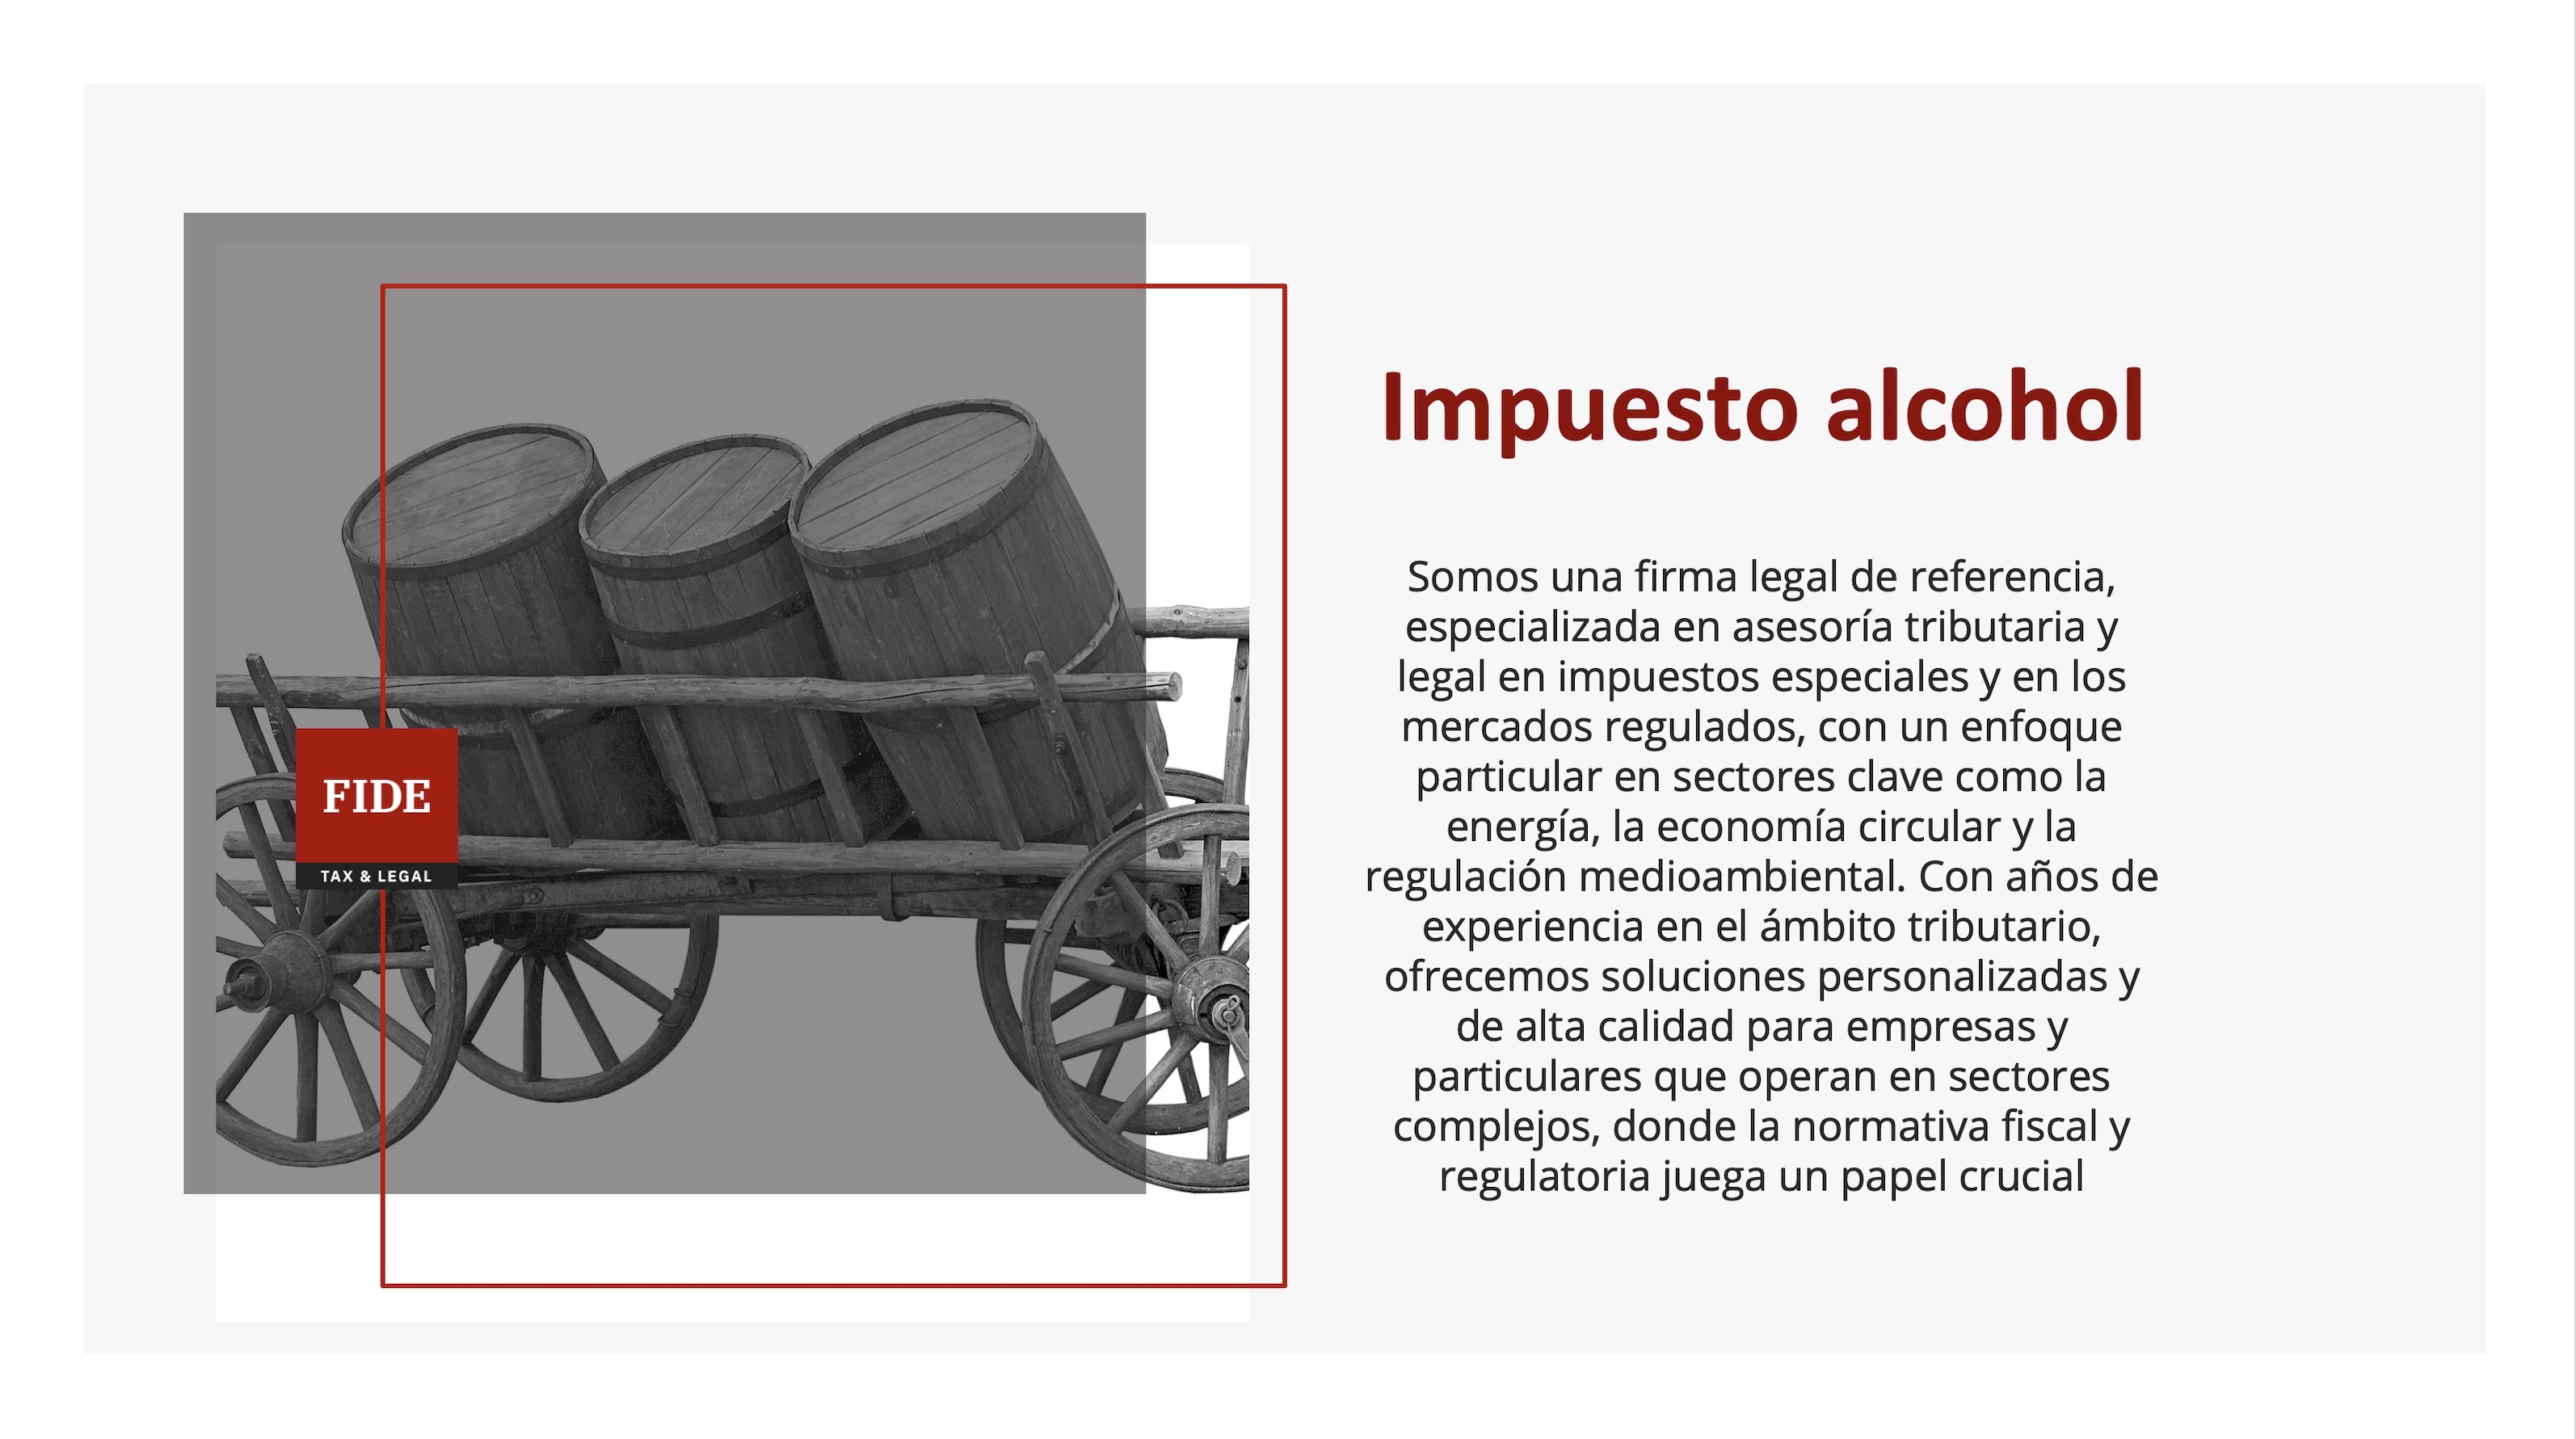 Impuesto alcohol
Somos una firma legal de referencia,
especializada en asesoría tributaria y
legal en impuestos especiales y en los
mercados regulados, con un enfoque
particular en sectores clave como la
energía, la economía circular y la
regulación medioambiental. Con años de
experiencia en el ámbito tributario,
ofrecemos soluciones personalizadas y
de alta calidad para empresas y
particulares que operan en sectores
complejos, donde la normativa fiscal y
regulatoria juega un papel crucial
FIDE
TAX & LEGAL